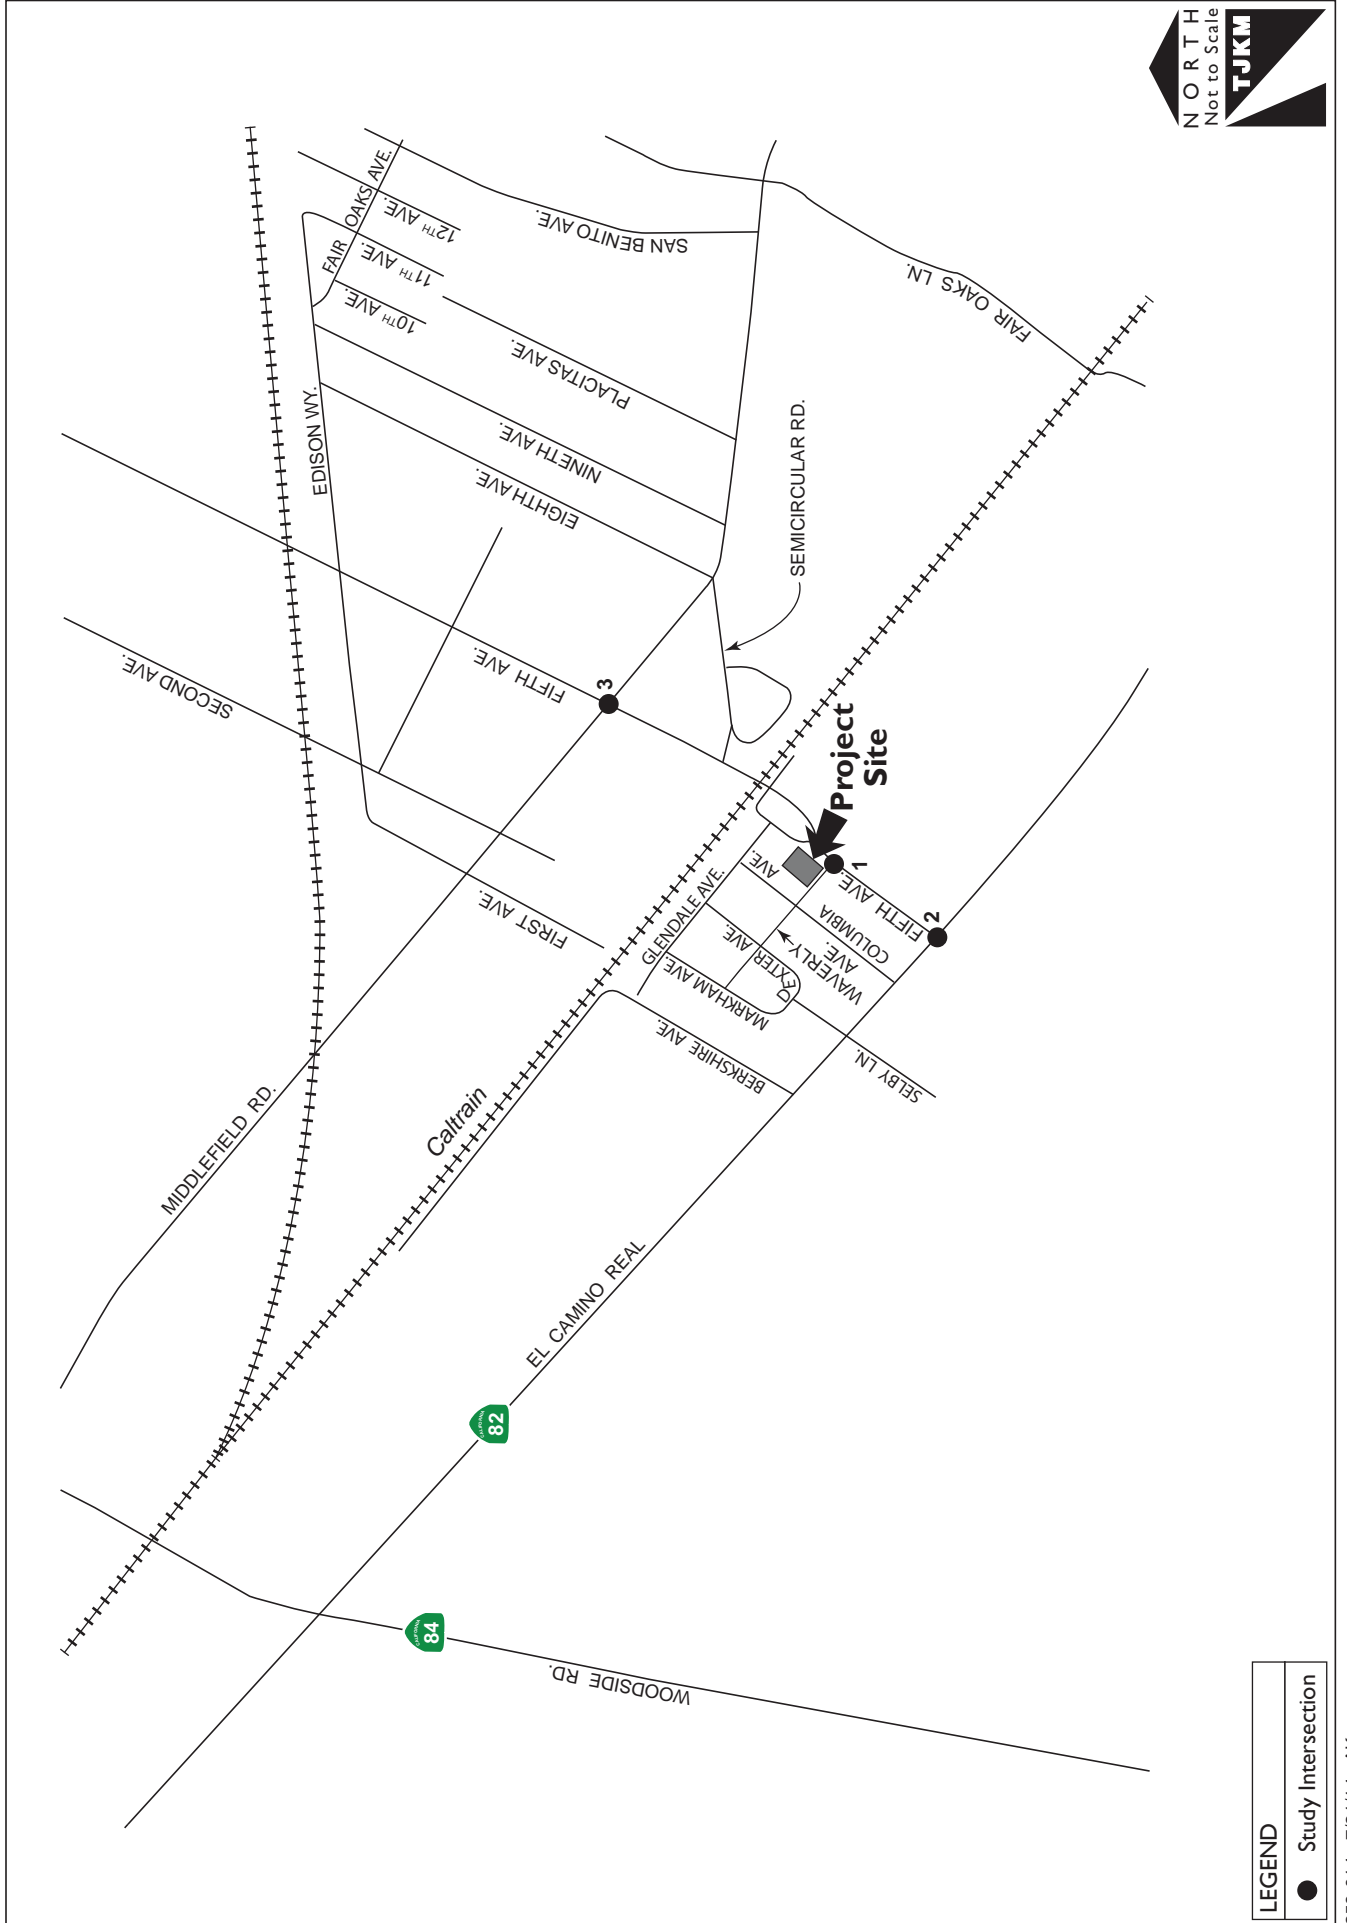 NORTH
Not to Scale
TJKM
FAIR OAKS AVE.
12TH AVE.
11TH AVE.
10TH AVE.
SAN BENITO AVE.
FAIR OAKS LN.
PLACITAS AVE.
EDISON WY.
NINETH AVE.
EIGHTH AVE.
SEMICIRCULAR RD.
SECOND AVE.
FIFTH AVE.
3
Project
Site
1
FIFTH AVE.
2
COLUMBIA AVE.
WAVERLY
AVE.
GLENDALE AVE.
DEXTER AVE.
MARKHAM AVE.
BERKSHIRE AVE.
SELBY LN.
FIRST AVE.
MIDDLEFIELD RD.
Caltrain
EL CAMINO REAL
CALIFORNIA
82
CALIFORNIA
84
WOODSIDE RD.
LEGEND
Study Intersection